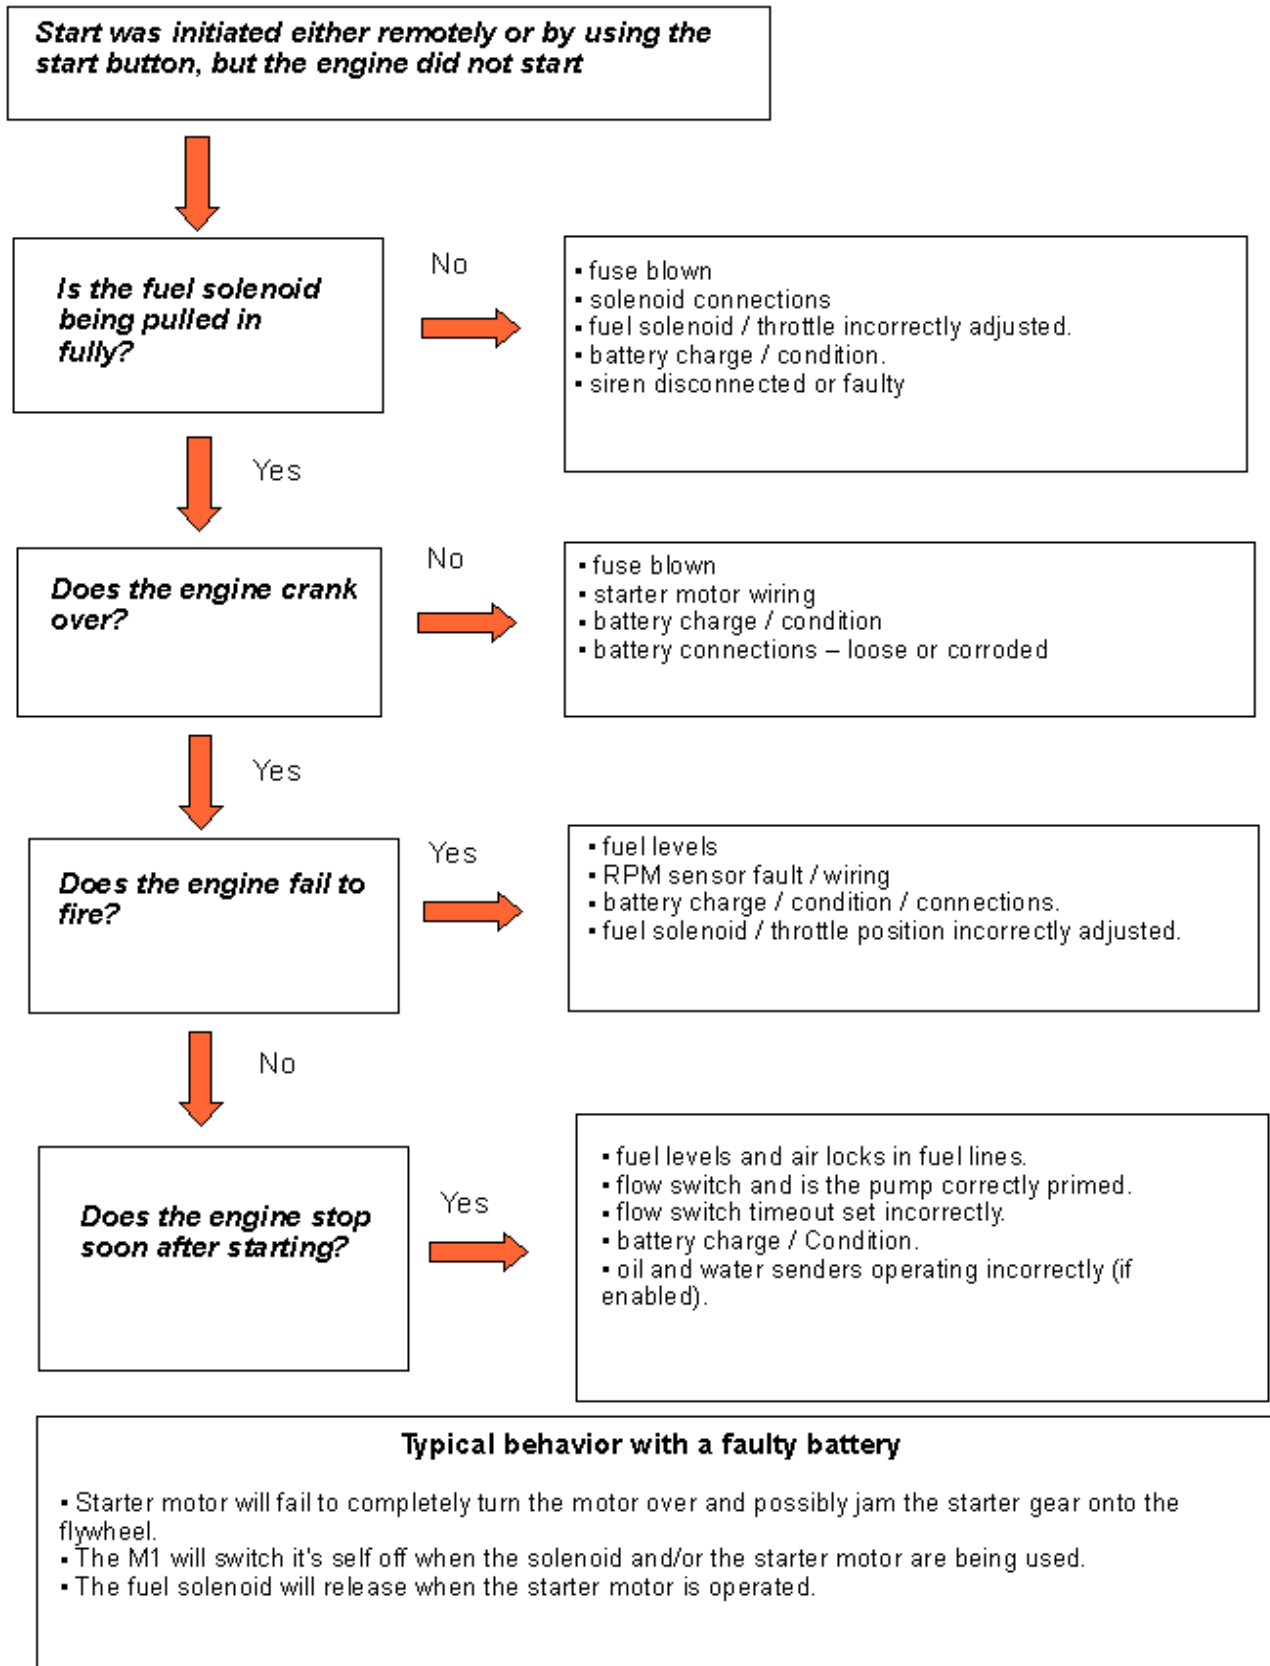 Start was initiated either remotely or by using the
start button, but the engine did not start
Is the fuel solenoid
being pulled in
fully?
No
▪ fuse blown
▪ solenoid connections
▪ fuel solenoid / throttle incorrectly adjusted.
▪ battery charge / condition.
▪ siren disconnected or faulty
Yes
Does the engine crank
over?
No
▪ fuse blown
▪ starter motor wiring
▪ battery charge / condition
▪ battery connections – loose or corroded
Yes
Does the engine fail to
fire?
Yes
▪ fuel levels
▪ RPM sensor fault / wiring
▪ battery charge / condition / connections.
▪ fuel solenoid / throttle position incorrectly adjusted.
No
Does the engine stop
soon after starting?
Yes
▪ fuel levels and air locks in fuel lines.
▪ flow switch and is the pump correctly primed.
▪ flow switch timeout set incorrectly.
▪ battery charge / Condition.
▪ oil and water senders operating incorrectly (if
enabled).
Typical behavior with a faulty battery
▪ Starter motor will fail to completely turn the motor over and possibly jam the starter gear onto the
flywheel.
▪ The M1 will switch it's self off when the solenoid and/or the starter motor are being used.
▪ The fuel solenoid will release when the starter motor is operated.